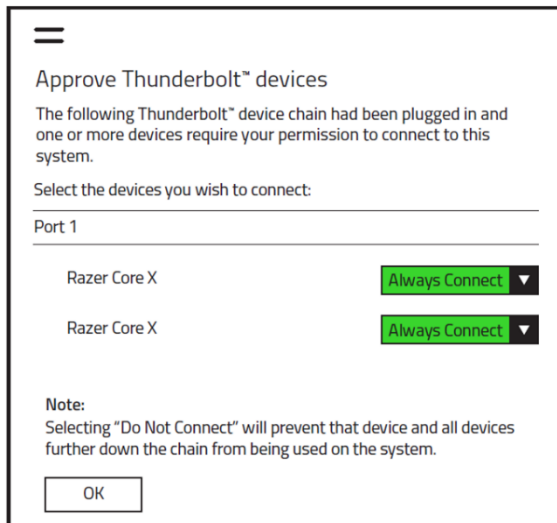 Approve Thunderbolt™ devices
The following Thunderbolt™ device chain had been plugged in and
one or more devices require your permission to connect to this
system.
Select the devices you wish to connect:
Port 1
Razer Core X Always Connect
Razer Core X Always Connect
Note:
Selecting “Do Not Connect” will prevent that device and all devices
further down the chain from being used on the system.
OK